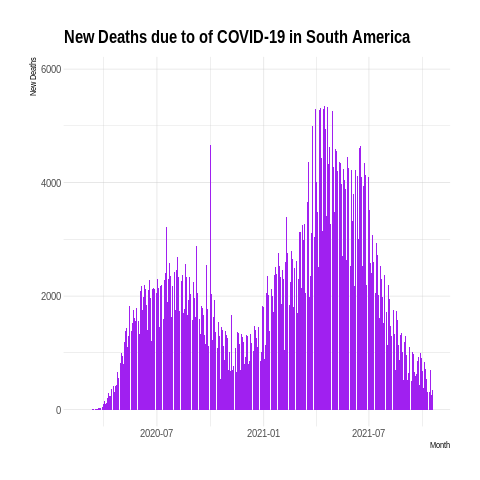 New Deaths due to of COVID-19 in South America
New Deaths
6000
4000
2000
0
2020-07
2021-01
2021-07
Month